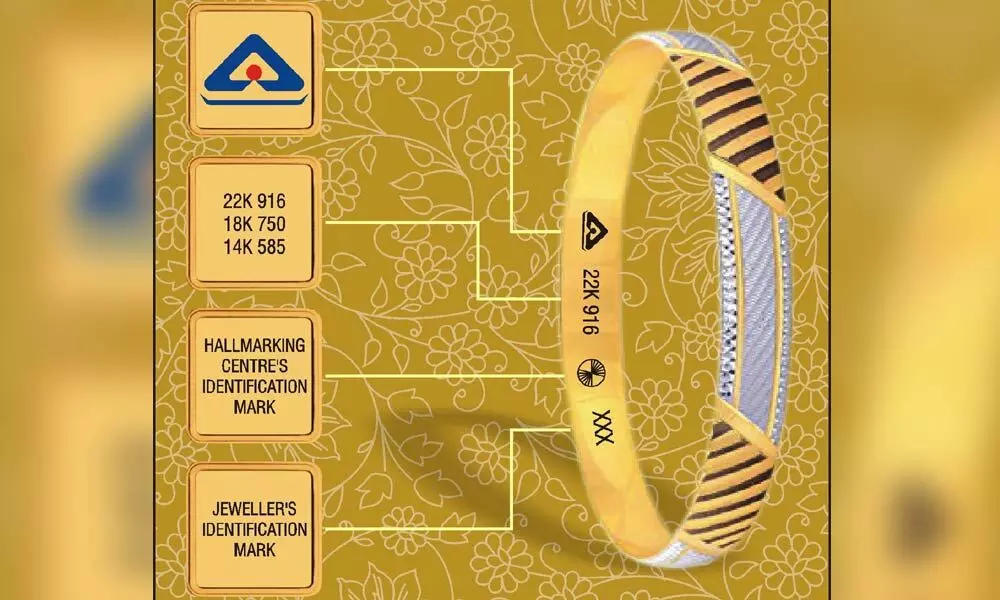 22K 916
18K 750
14K 585
HALLMARKING
CENTRE'S
IDENTIFICATION
MARK
JEWELLER'S
IDENTIFICATION
MARK
22K 916
XXX